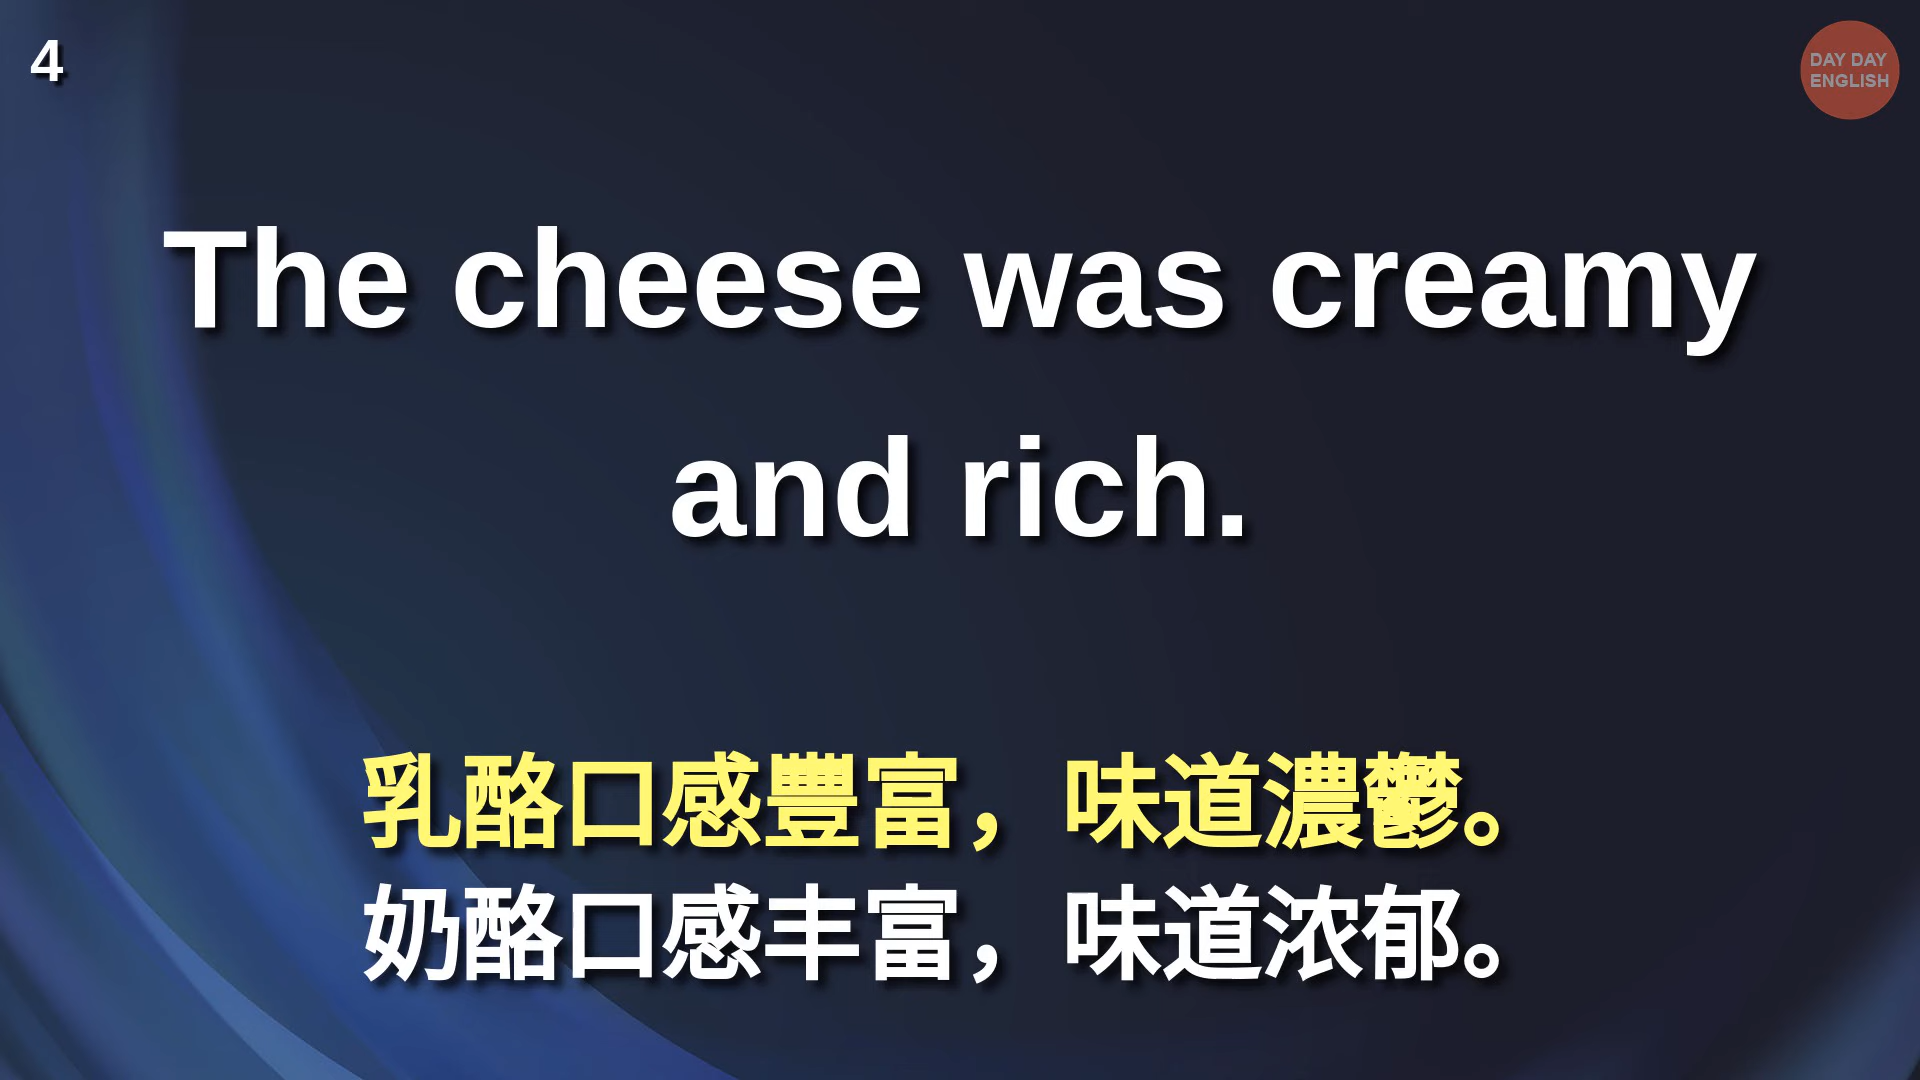 4
DAY DAY
ENGLISH
The cheese was creamy
and rich.
乳酪口感豐富，味道濃鬱。
奶酪口感丰富，味道浓郁。